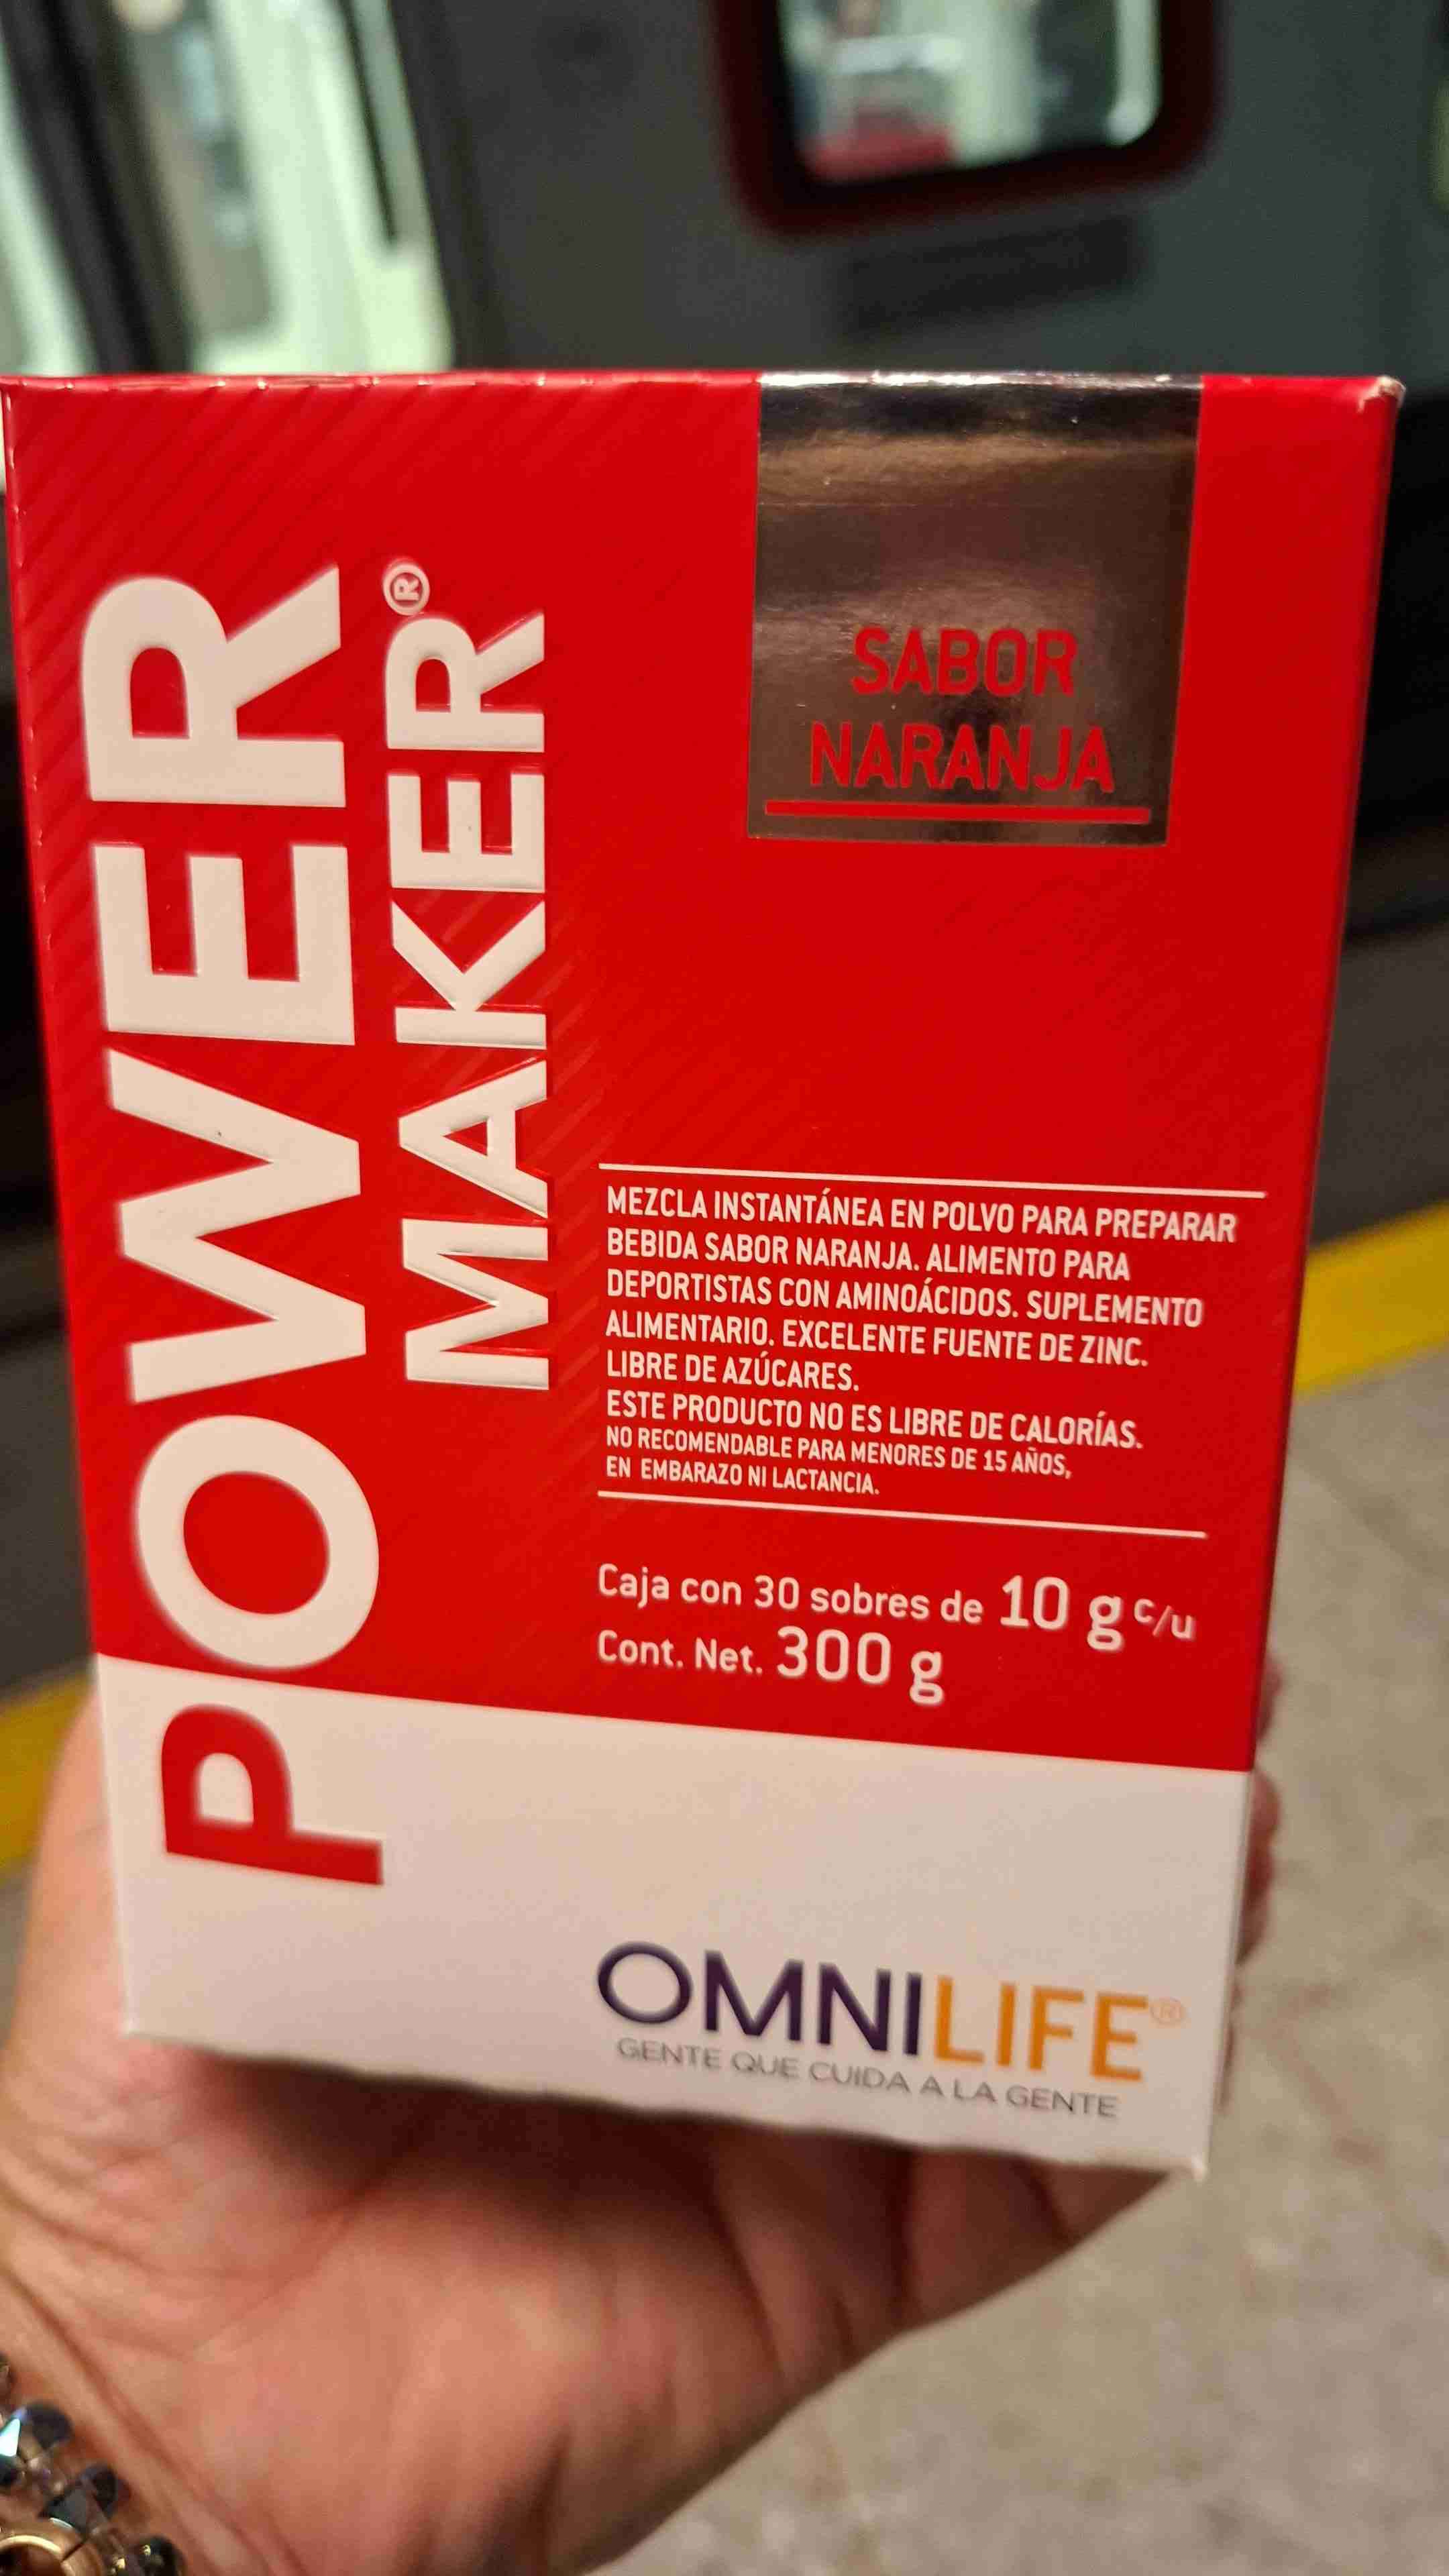 POWER
MAKER®
SABOR
NARANJA
MEZCLA INSTANTÁNEA EN POLVO PARA PREPARAR
BEBIDA SABOR NARANJA. ALIMENTO PARA
DEPORTISTAS CON AMINOÁCIDOS. SUPLEMENTO
ALIMENTARIO. EXCELENTE FUENTE DE ZINC.
LIBRE DE AZÚCARES.
ESTE PRODUCTO NO ES LIBRE DE CALORÍAS.
NO RECOMENDABLE PARA MENORES DE 15 AÑOS,
EN EMBARAZO NI LACTANCIA.
Caja con 30 sobres de 10 g c/u
Cont. Net. 300 g
OMNILIFE®
GENTE QUE CUIDA A LA GENTE